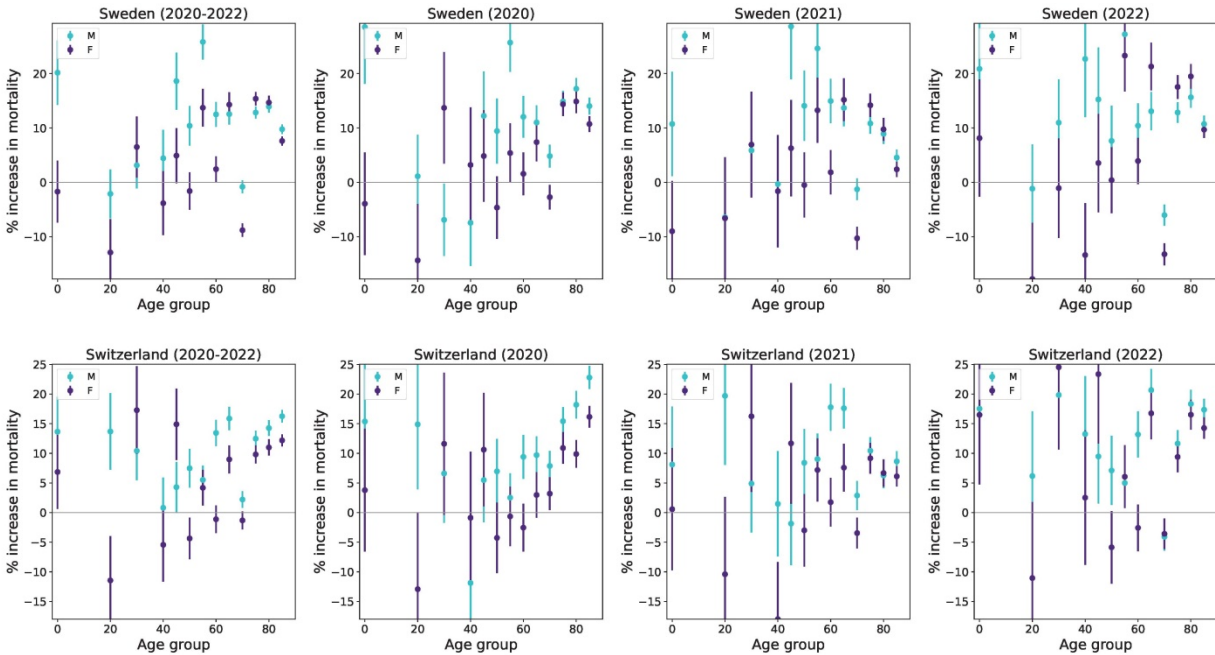 Sweden (2020-2022)
% increase in mortality
20
10
0
−10
M
F
0 20 40 60 80
Age group
Sweden (2020)
% increase in mortality
20
10
0
−10
M
F
0 20 40 60 80
Age group
Sweden (2021)
% increase in mortality
20
10
0
−10
M
F
0 20 40 60 80
Age group
Sweden (2022)
% increase in mortality
20
10
0
−10
M
F
0 20 40 60 80
Age group
Switzerland (2020-2022)
% increase in mortality
25
20
15
10
5
0
−5
−10
−15
M
F
0 20 40 60 80
Age group
Switzerland (2020)
% increase in mortality
25
20
15
10
5
0
−5
−10
−15
M
F
0 20 40 60 80
Age group
Switzerland (2021)
% increase in mortality
25
20
15
10
5
0
−5
−10
−15
M
F
0 20 40 60 80
Age group
Switzerland (2022)
% increase in mortality
25
20
15
10
5
0
−5
−10
−15
M
F
0 20 40 60 80
Age group